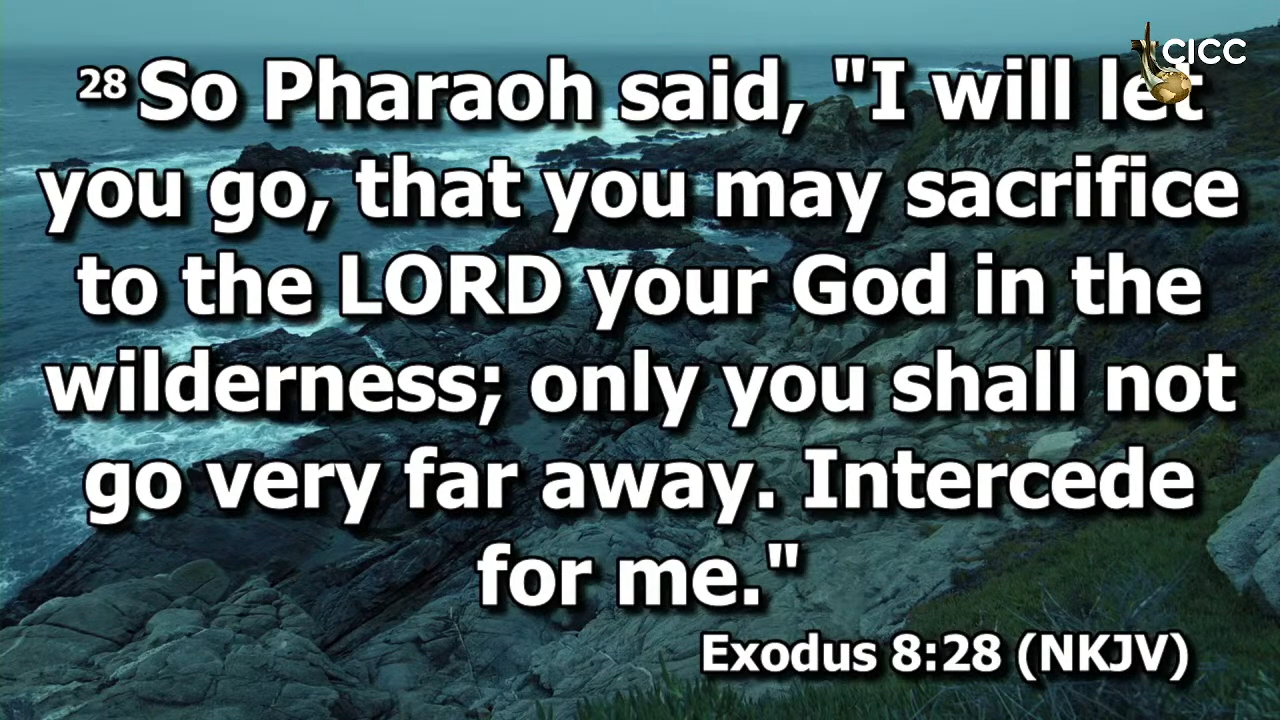 CICC
28 So Pharaoh said, "I will let
you go, that you may sacrifice
to the LORD your God in the
wilderness; only you shall not
go very far away. Intercede
for me."
Exodus 8:28 (NKJV)